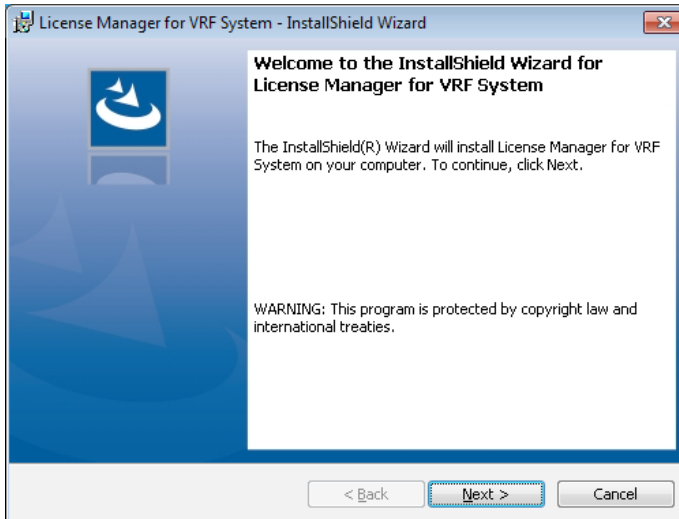 License Manager for VRF System - InstallShield Wizard
Welcome to the InstallShield Wizard for
License Manager for VRF System
The InstallShield(R) Wizard will install License Manager for VRF
System on your computer. To continue, click Next.
WARNING: This program is protected by copyright law and
international treaties.
< Back
Next >
Cancel